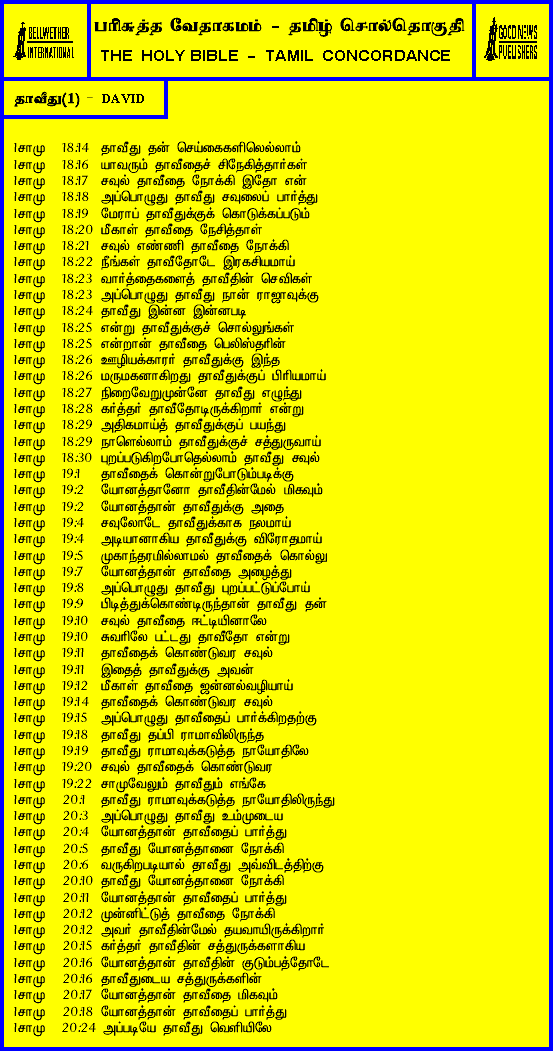 BELLWETHER
INTERNATIONAL
பரிசுத்த வேதாகமம் - தமிழ் சொல்தொகுதி
THE HOLY BIBLE - TAMIL CONCORDANCE
GOOD NEWS
PUBLISHERS
தாவீது(1) - DAVID
1சாமு 18:14 தாவீது தன் செய்கைகளிலெல்லாம்
1சாமு 18:16 யாவரும் தாவீதைச் சிநேகித்தார்கள்
1சாமு 18:17 சவுல் தாவீதை நோக்கி இதோ என்
1சாமு 18:18 அப்பொழுது தாவீது சவுலைப் பார்த்து
1சாமு 18:19 மேராப் தாவீதுக்குக் கொடுக்கப்படும்
1சாமு 18:20 மீகாள் தாவீதை நேசித்தாள்
1சாமு 18:21 சவுல் எண்ணி தாவீதை நோக்கி
1சாமு 18:22 நீங்கள் தாவீதோடே இரகசியமாய்
1சாமு 18:23 வார்த்தைகளைத் தாவீதின் செவிகள்
1சாமு 18:23 அப்பொழுது தாவீது நான் ராஜாவுக்கு
1சாமு 18:24 தாவீது இன்ன இன்னபடி
1சாமு 18:25 என்று தாவீதுக்குச் சொல்லுங்கள்
1சாமு 18:25 என்றான் தாவீதை பெலிஸ்தரின்
1சாமு 18:26 ஊழியக்காரர் தாவீதுக்கு இந்த
1சாமு 18:26 மருமகனாகிறது தாவீதுக்குப் பிரியமாய்
1சாமு 18:27 நிறைவேறுமுன்னே தாவீது எழுந்து
1சாமு 18:28 கர்த்தர் தாவீதோடிருக்கிறார் என்று
1சாமு 18:29 அதிகமாய்த் தாவீதுக்குப் பயந்து
1சாமு 18:29 நாளெல்லாம் தாவீதுக்குச் சத்துருவாய்
1சாமு 18:30 புறப்படுகிறபோதெல்லாம் தாவீது சவுல்
1சாமு 19:1 தாவீதைக் கொன்றுபோடும்படிக்கு
1சாமு 19:2 யோனத்தானோ தாவீதின்மேல் மிகவும்
1சாமு 19:2 யோனத்தான் தாவீதுக்கு அதை
1சாமு 19:4 சவுலோடே தாவீதுக்காக நலமாய்
1சாமு 19:4 அடியானாகிய தாவீதுக்கு விரோதமாய்
1சாமு 19:5 முகாந்தரமில்லாமல் தாவீதைக் கொல்லு
1சாமு 19:7 யோனத்தான் தாவீதை அழைத்து
1சாமு 19:8 அப்பொழுது தாவீது புறப்பட்டுப்போய்
1சாமு 19:9 பிடித்துக்கொண்டிருந்தான் தாவீது தன்
1சாமு 19:10 சவுல் தாவீதை ஈட்டியினாலே
1சாமு 19:10 சுவரிலே பட்டது தாவீதோ என்று
1சாமு 19:11 தாவீதைக் கொண்டுவர சவுல்
1சாமு 19:11 இதைத் தாவீதுக்கு அவன்
1சாமு 19:12 மீகாள் தாவீதை ஜன்னல்வழியாய்
1சாமு 19:14 தாவீதைக் கொண்டுவர சவுல்
1சாமு 19:15 அப்பொழுது தாவீதைப் பார்க்கிறதற்கு
1சாமு 19:18 தாவீது தப்பி ராமாவிலிருந்த
1சாமு 19:19 தாவீது ராமாவுக்கடுத்த நாயோதிலே
1சாமு 19:20 சவுல் தாவீதைக் கொண்டுவர
1சாமு 19:22 சாமுவேலும் தாவீதும் எங்கே
1சாமு 20:1 தாவீது ராமாவுக்கடுத்த நாயோதிலிருந்து
1சாமு 20:3 அப்பொழுது தாவீது உம்முடைய
1சாமு 20:4 யோனத்தான் தாவீதைப் பார்த்து
1சாமு 20:5 தாவீது யோனத்தானை நோக்கி
1சாமு 20:6 வருகிறபடியால் தாவீது அவ்விடத்திற்கு
1சாமு 20:10 தாவீது யோனத்தானை நோக்கி
1சாமு 20:11 யோனத்தான் தாவீதைப் பார்த்து
1சாமு 20:12 முன்னிட்டுத் தாவீதை நோக்கி
1சாமு 20:12 அவர் தாவீதின்மேல் தயவாயிருக்கிறார்
1சாமு 20:15 கர்த்தர் தாவீதின் சத்துருக்களாகிய
1சாமு 20:16 யோனத்தான் தாவீதின் குடும்பத்தோடே
1சாமு 20:16 தாவீதுடைய சத்துருக்களின்
1சாமு 20:17 யோனத்தான் தாவீதை மிகவும்
1சாமு 20:18 யோனத்தான் தாவீதைப் பார்த்து
1சாமு 20:24 அப்படியே தாவீது வெளியிலே